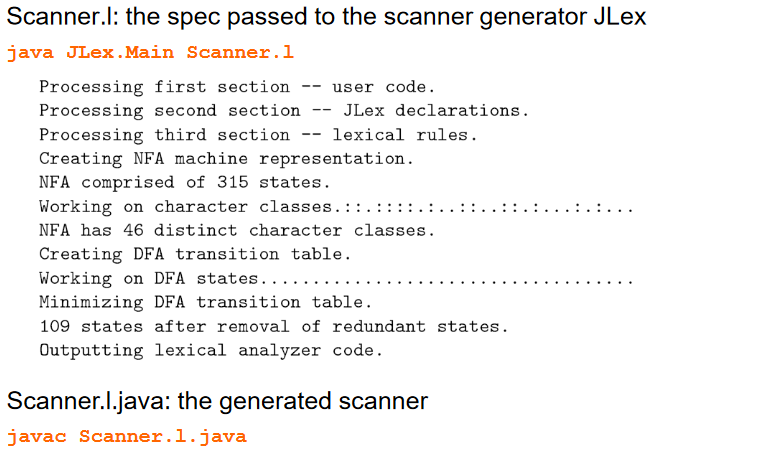 Scanner.l: the spec passed to the scanner generator JLex
java JLex.Main Scanner.l
Processing first section -- user code.
Processing second section -- JLex declarations.
Processing third section -- lexical rules.
Creating NFA machine representation.
NFA comprised of 315 states.
Working on character classes.::.::::.:..::..::.:...:.:...
NFA has 46 distinct character classes.
Creating DFA transition table.
Working on DFA states...................................
Minimizing DFA transition table.
109 states after removal of redundant states.
Outputting lexical analyzer code.
Scanner.l.java: the generated scanner
javac Scanner.l.java